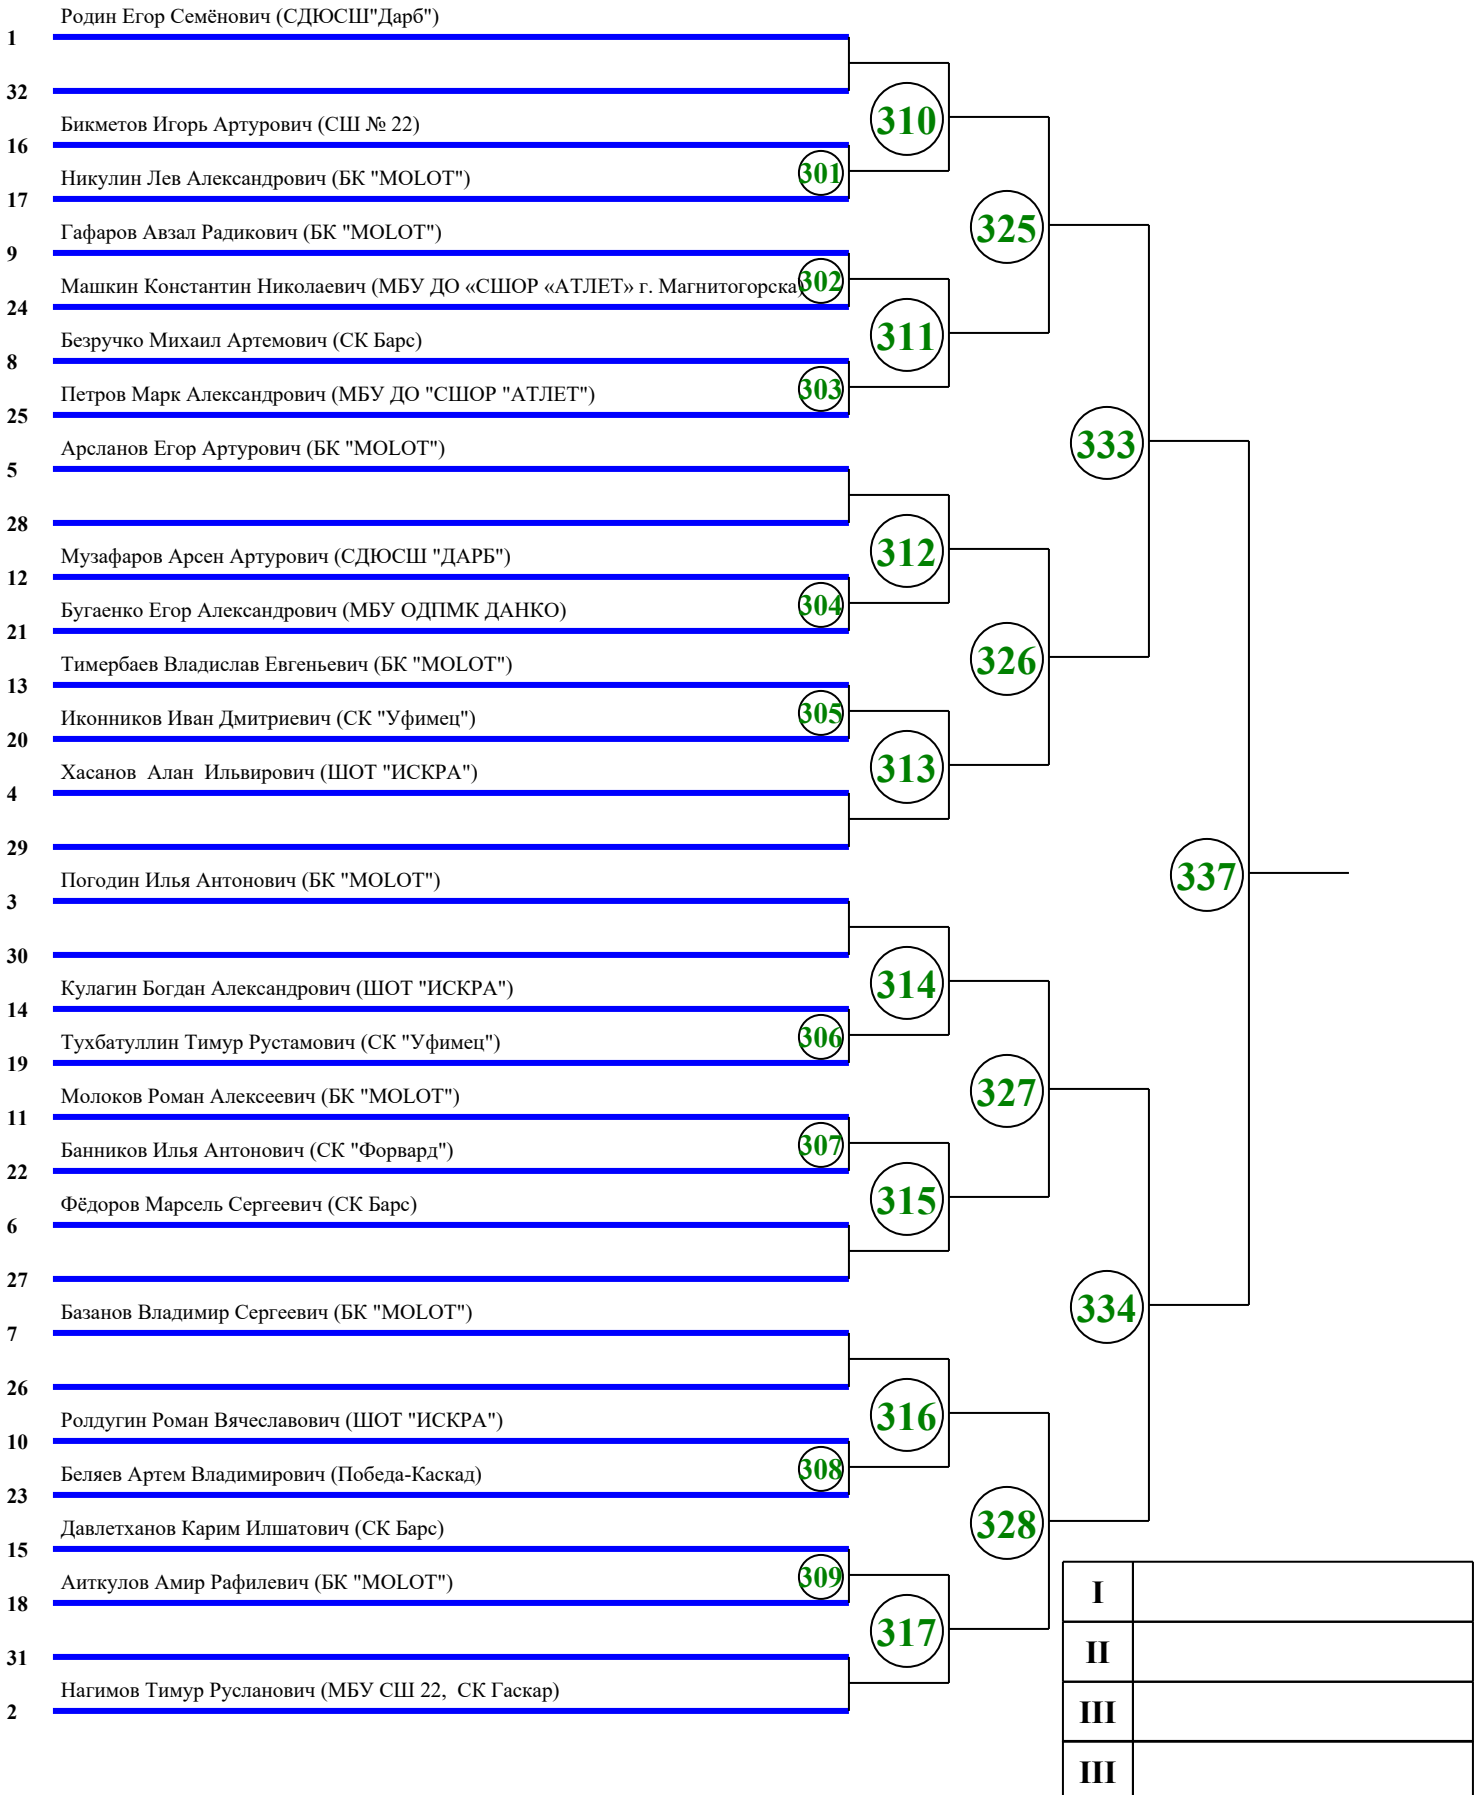 Родин Егор Семёнович (СДЮСШ"Дарб")
1
32
Бикметов Игорь Артурович (СШ № 22)
16
301
Никулин Лев Александрович (БК "MOLOT")
17
310
Гафаров Авзал Радикович (БК "MOLOT")
9
302
Машкин Константин Николаевич (МБУ ДО «СШОР «АТЛЕТ» г. Магнитогорска)
24
325
Безручко Михаил Артемович (СК Барс)
8
311
303
Петров Марк Александрович (МБУ ДО "СШОР "АТЛЕТ")
25
Арсланов Егор Артурович (БК "MOLOT")
5
333
28
Музафаров Арсен Артурович (СДЮСШ "ДАРБ")
12
312
304
Бугаенко Егор Александрович (МБУ ОДПМК ДАНКО)
21
Тимербаев Владислав Евгеньевич (БК "MOLOT")
13
326
305
Иконников Иван Дмитриевич (СК "Уфимец")
20
Хасанов  Алан  Ильвирович (ШОТ "ИСКРА")
4
313
29
Погодин Илья Антонович (БК "MOLOT")
3
337
30
Кулагин Богдан Александрович (ШОТ "ИСКРА")
14
314
306
Тухбатуллин Тимур Рустамович (СК "Уфимец")
19
Молоков Роман Алексеевич (БК "MOLOT")
11
327
307
Банников Илья Антонович (СК "Форвард")
22
Фёдоров Марсель Сергеевич (СК Барс)
6
315
27
Базанов Владимир Сергеевич (БК "MOLOT")
7
334
26
Ролдугин Роман Вячеславович (ШОТ "ИСКРА")
10
316
308
Беляев Артем Владимирович (Победа-Каскад)
23
Давлетханов Карим Илшатович (СК Барс)
15
328
309
Аиткулов Амир Рафилевич (БК "MOLOT")
18
317
31
Нагимов Тимур Русланович (МБУ СШ 22,  СК Гаскар)
2
I
II
III
III